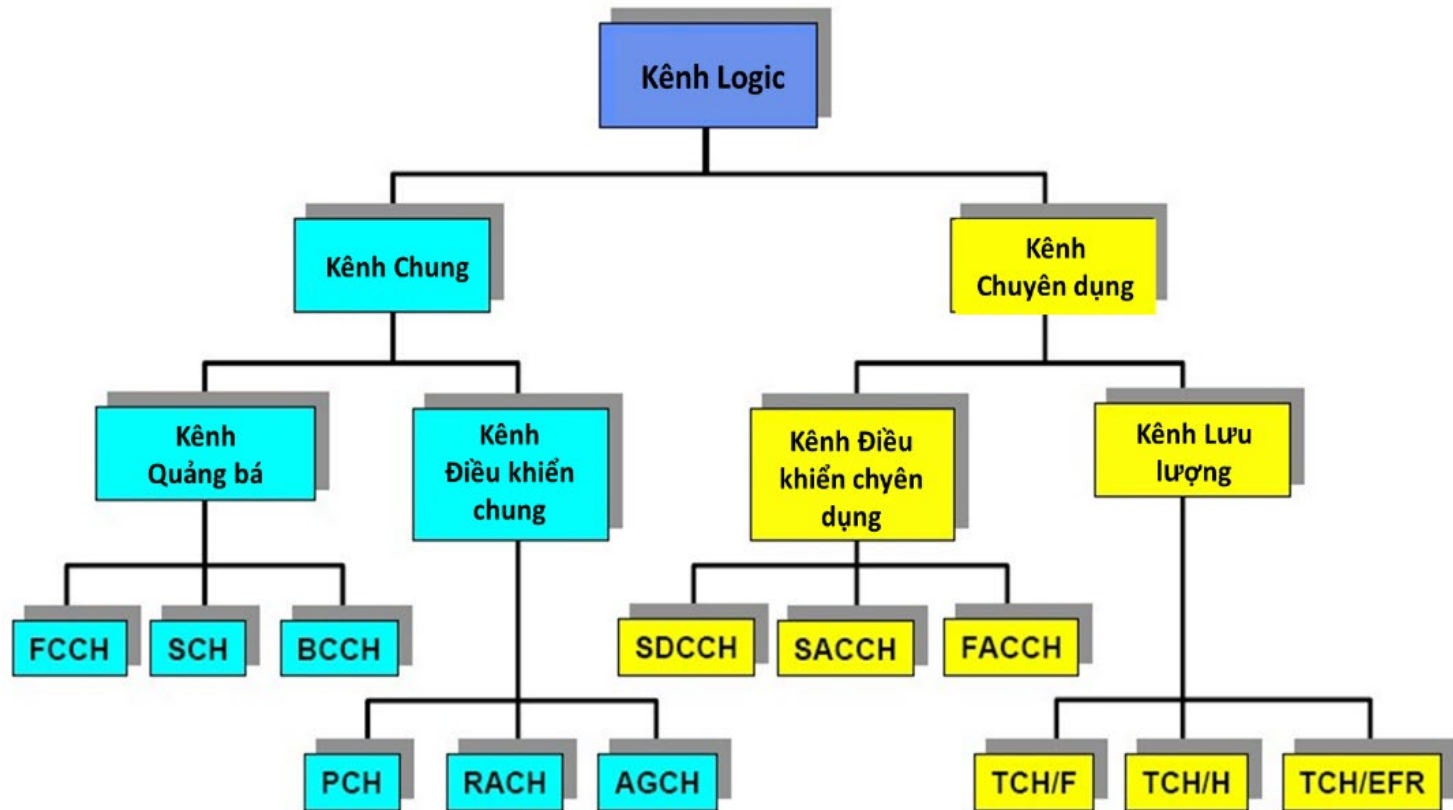 Kênh Logic
Kênh Chung
Kênh
Chuyên dụng
Kênh
Quảng bá
Kênh
Điều khiển
chung
Kênh Điều
khiển chyên
dụng
Kênh Lưu
lượng
FCCH
SCH
BCCH
SDCCH
SACCH
FACCH
PCH
RACH
AGCH
TCH/F
TCH/H
TCH/EFR